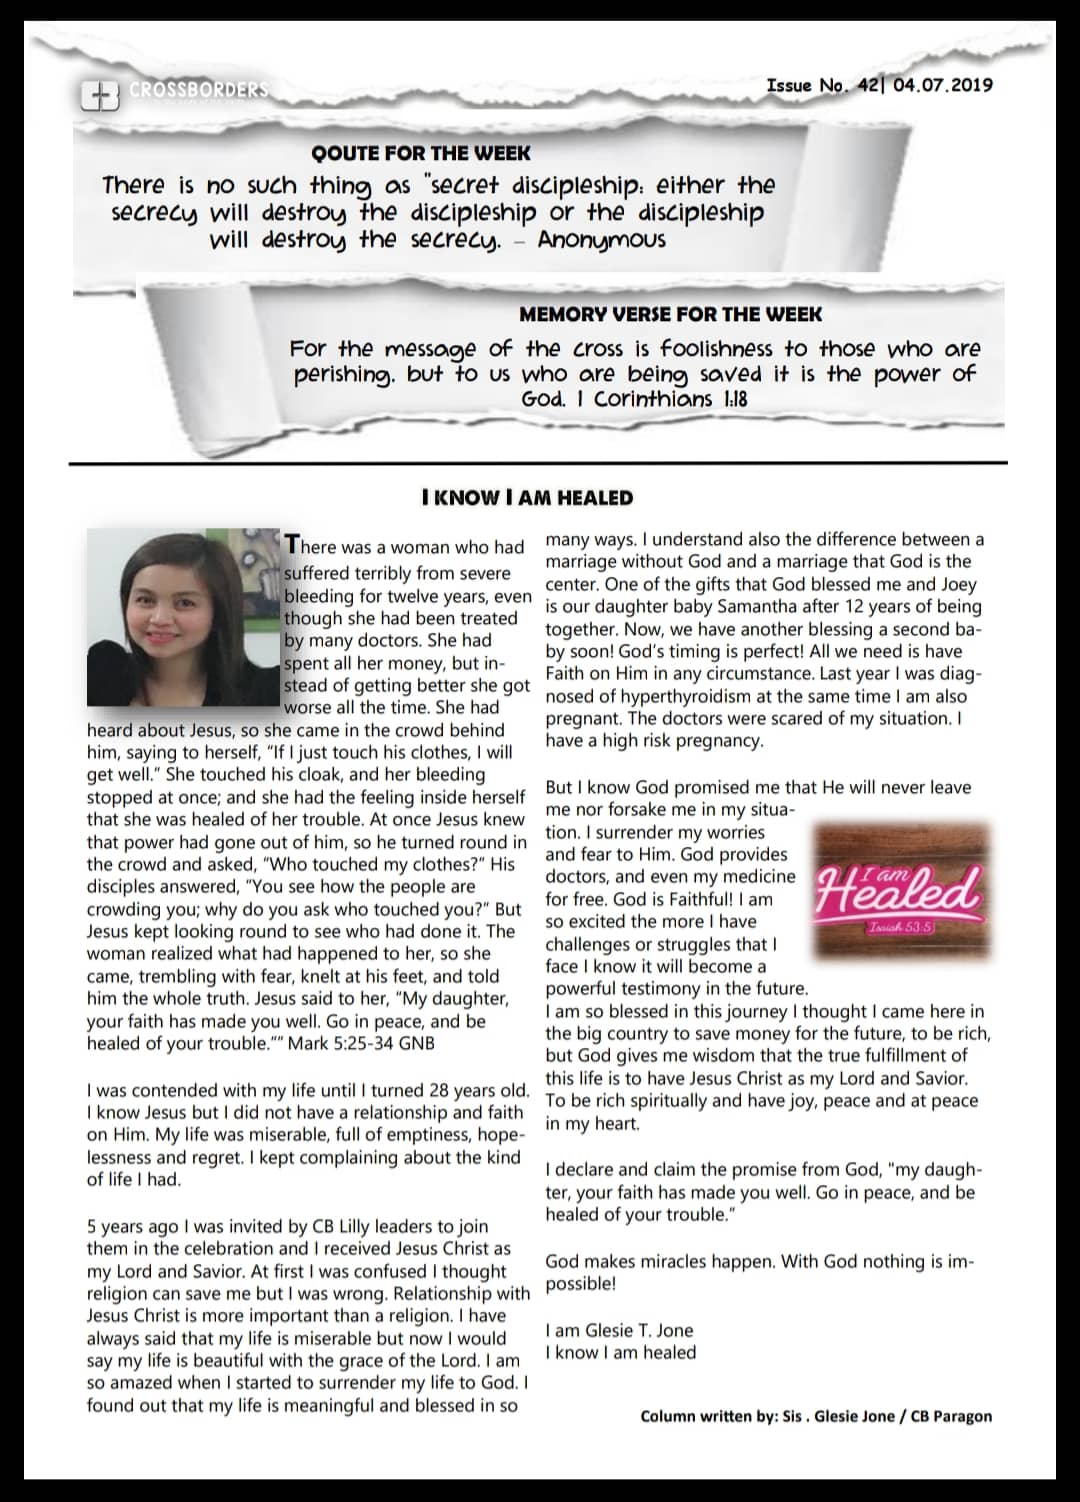 CROSSBORDERS
Issue No. 42| 04.07.2019
QOUTE FOR THE WEEK
There is no such thing as "secret discipleship: either the
secrecy will destroy the discipleship or the discipleship
will destroy the secrecy. – Anonymous
MEMORY VERSE FOR THE WEEK
For the message of the cross is foolishness to those who are
perishing, but to us who are being saved it is the power of
God. 1 Corinthians 1:18
I KNOW I AM HEALED
There was a woman who had
suffered terribly from severe
bleeding for twelve years, even
though she had been treated
by many doctors. She had
spent all her money, but in-
stead of getting better she got
worse all the time. She had
heard about Jesus, so she came in the crowd behind
him, saying to herself, “If I just touch his clothes, I will
get well.” She touched his cloak, and her bleeding
stopped at once; and she had the feeling inside herself
that she was healed of her trouble. At once Jesus knew
that power had gone out of him, so he turned round in
the crowd and asked, “Who touched my clothes?” His
disciples answered, “You see how the people are
crowding you; why do you ask who touched you?” But
Jesus kept looking round to see who had done it. The
woman realized what had happened to her, so she
came, trembling with fear, knelt at his feet, and told
him the whole truth. Jesus said to her, “My daughter,
your faith has made you well. Go in peace, and be
healed of your trouble.”” Mark 5:25-34 GNB
I was contended with my life until I turned 28 years old.
I know Jesus but I did not have a relationship and faith
on Him. My life was miserable, full of emptiness, hope-
lessness and regret. I kept complaining about the kind
of life I had.
5 years ago I was invited by CB Lilly leaders to join
them in the celebration and I received Jesus Christ as
my Lord and Savior. At first I was confused I thought
religion can save me but I was wrong. Relationship with
Jesus Christ is more important than a religion. I have
always said that my life is miserable but now I would
say my life is beautiful with the grace of the Lord. I am
so amazed when I started to surrender my life to God. I
found out that my life is meaningful and blessed in so
many ways. I understand also the difference between a
marriage without God and a marriage that God is the
center. One of the gifts that God blessed me and Joey
is our daughter baby Samantha after 12 years of being
together. Now, we have another blessing a second ba-
by soon! God’s timing is perfect! All we need is have
Faith on Him in any circumstance. Last year I was diag-
nosed of hyperthyroidism at the same time I am also
pregnant. The doctors were scared of my situation. I
have a high risk pregnancy.
But I know God promised me that He will never leave
me nor forsake me in my situa-
tion. I surrender my worries
and fear to Him. God provides
doctors, and even my medicine
for free. God is Faithful! I am
so excited the more I have
challenges or struggles that I
face I know it will become a
powerful testimony in the future.
I am
Healed
Isaiah 53:5
I am so blessed in this journey I thought I came here in
the big country to save money for the future, to be rich,
but God gives me wisdom that the true fulfillment of
this life is to have Jesus Christ as my Lord and Savior.
To be rich spiritually and have joy, peace and at peace
in my heart.
I declare and claim the promise from God, "my daugh-
ter, your faith has made you well. Go in peace, and be
healed of your trouble.”
God makes miracles happen. With God nothing is im-
possible!
I am Glesie T. Jone
I know I am healed
Column written by: Sis . Glesie Jone / CB Paragon